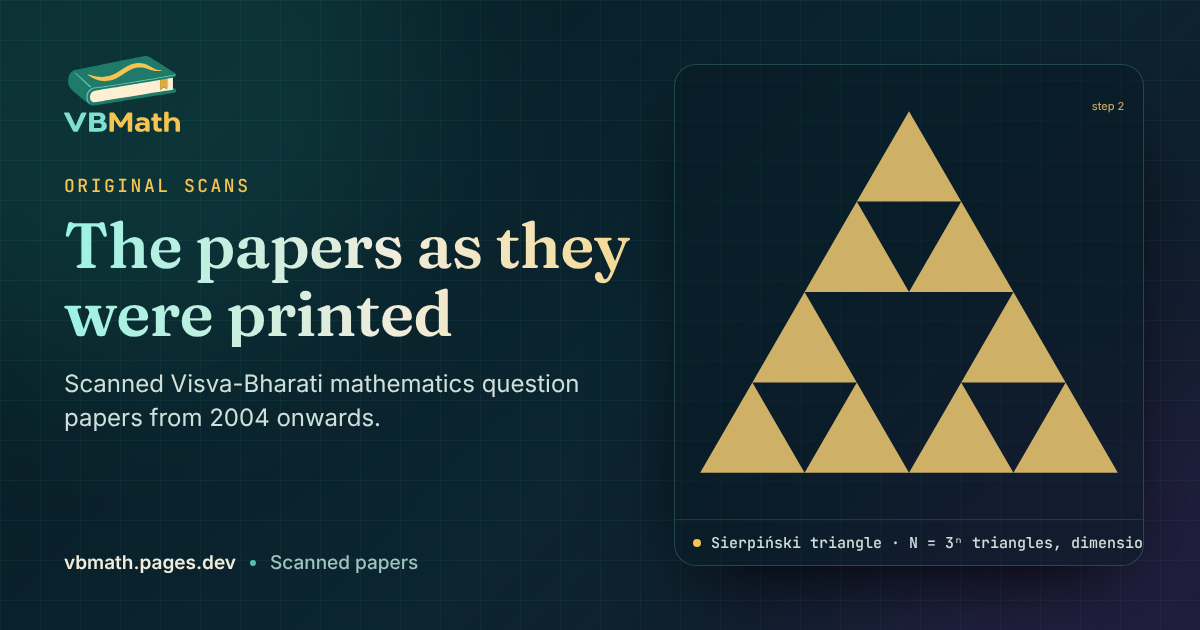 VBMath
ORIGINAL SCANS
The papers as they
were printed
Scanned Visva-Bharati mathematics question
papers from 2004 onwards.
vbmath.pages.dev • Scanned papers
step 2
Sierpiński triangle · N = 3ⁿ triangles, dimensio